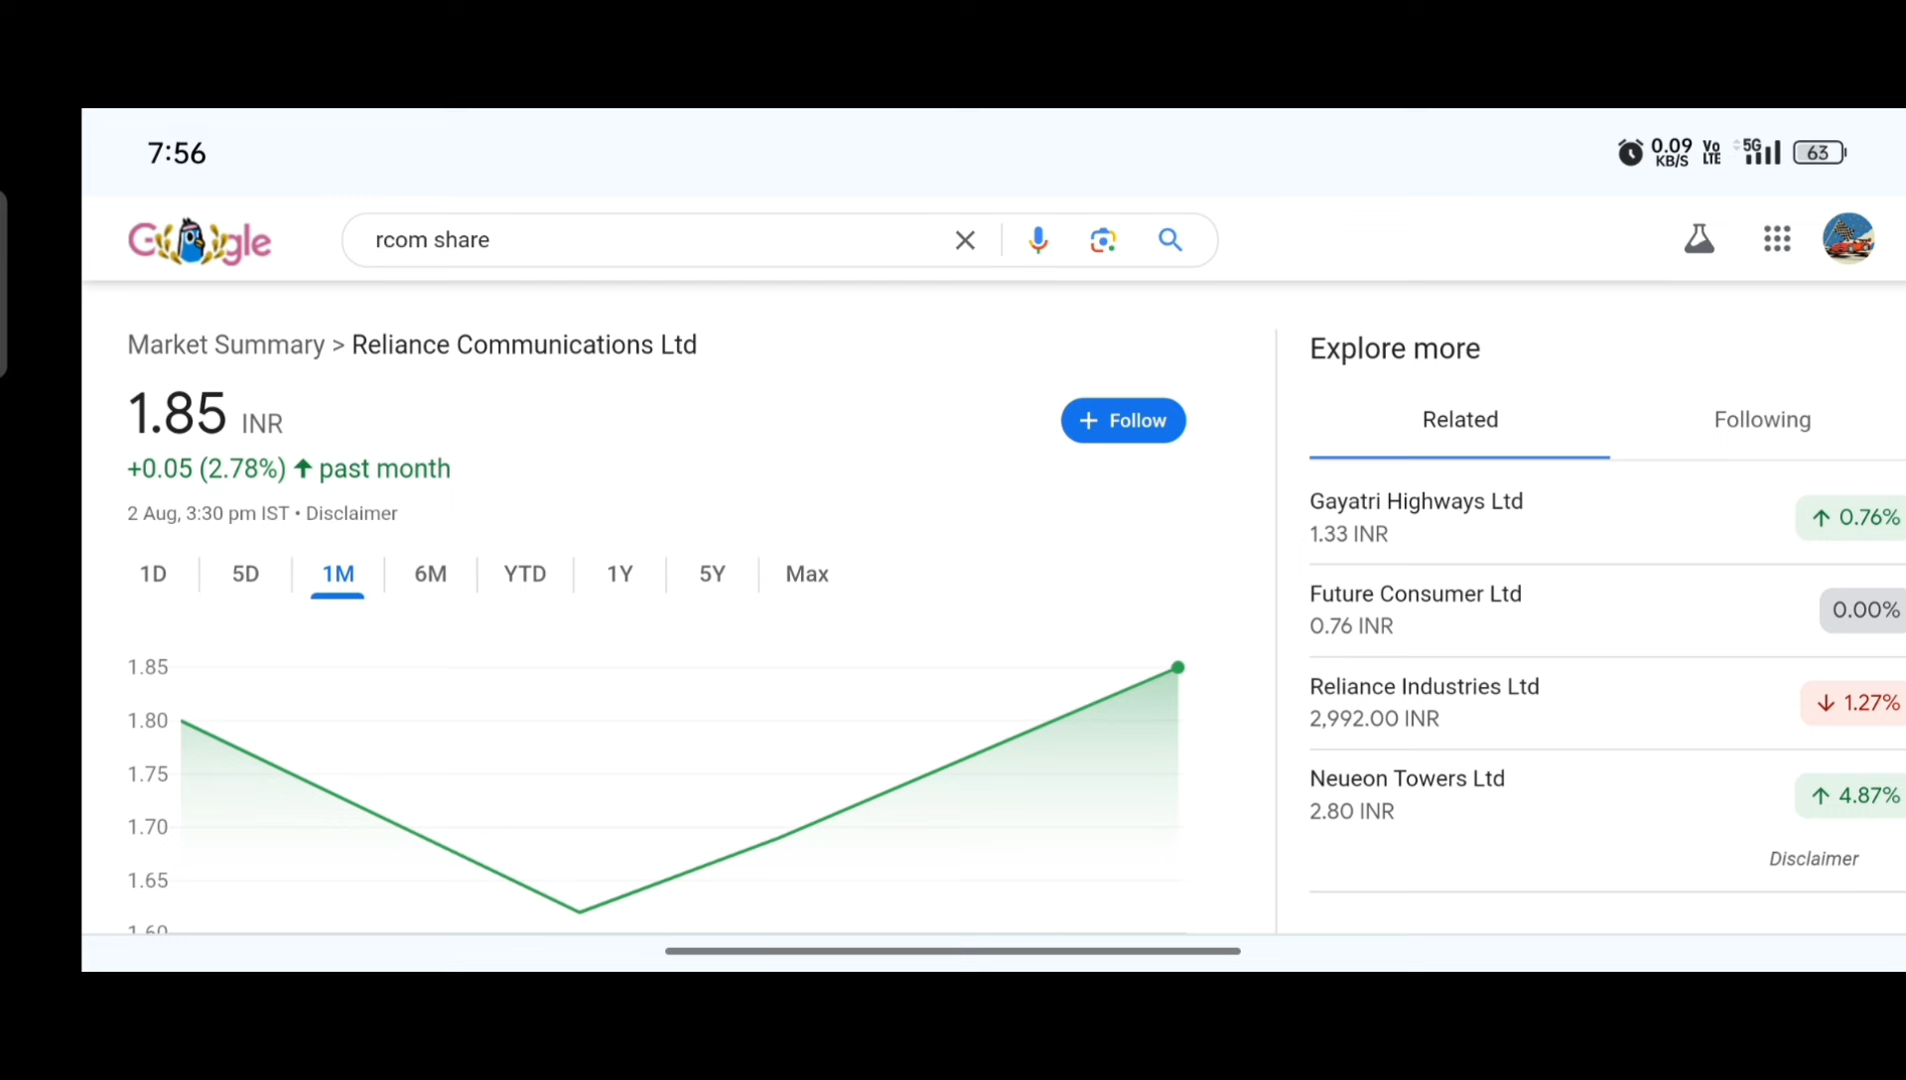 7:56
0.09 KB/S Vo LTE 5G 63
Google
rcom share
Market Summary > Reliance Communications Ltd
1.85 INR
Follow
+0.05 (2.78%) ↑ past month
2 Aug, 3:30 pm IST • Disclaimer
1D 5D 1M 6M YTD 1Y 5Y Max
1.85
1.80
1.75
1.70
1.65
1.60
Explore more
Related Following
Gayatri Highways Ltd
1.33 INR
↑ 0.76%
Future Consumer Ltd
0.76 INR
0.00%
Reliance Industries Ltd
2,992.00 INR
↓ 1.27%
Neueon Towers Ltd
2.80 INR
↑ 4.87%
Disclaimer